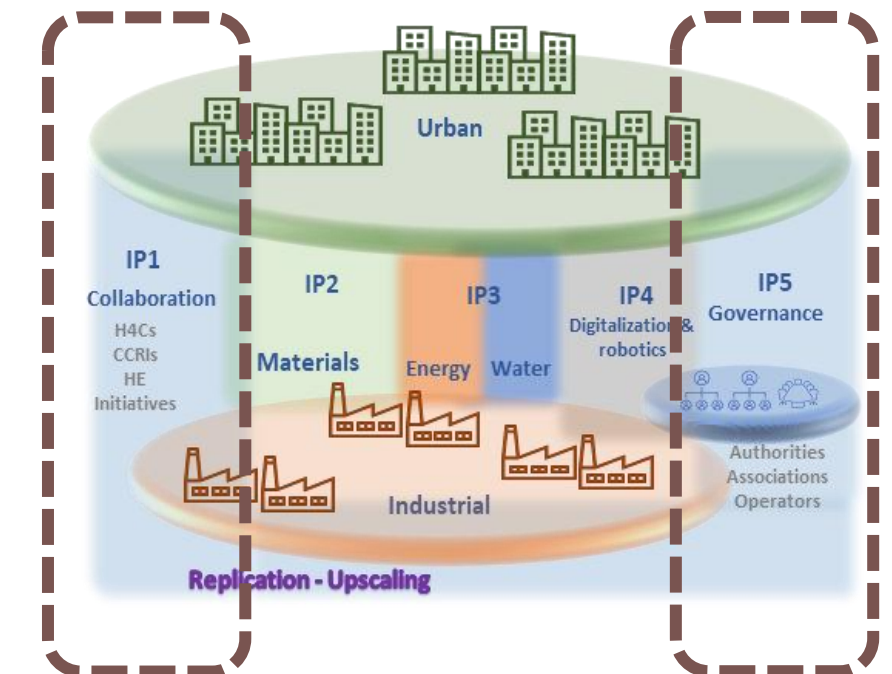 Urban
IP1
Collaboration
H4Cs
CCRIs
HE
Initiatives
IP2
Materials
IP3
Energy Water
IP4
Digitalization &
robotics
IP5
Governance
Authorities
Associations
Operators
Industrial
Replication - Upscaling